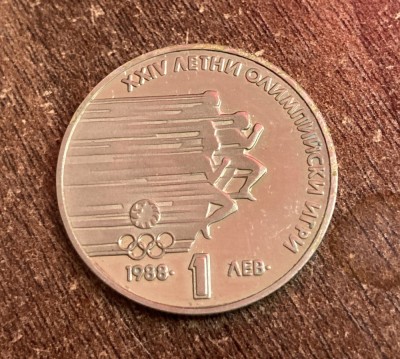 XXIV ЛЕТНИ ОЛИМПИЙСКИ ИГРИ
1988· 1 ЛЕВ·